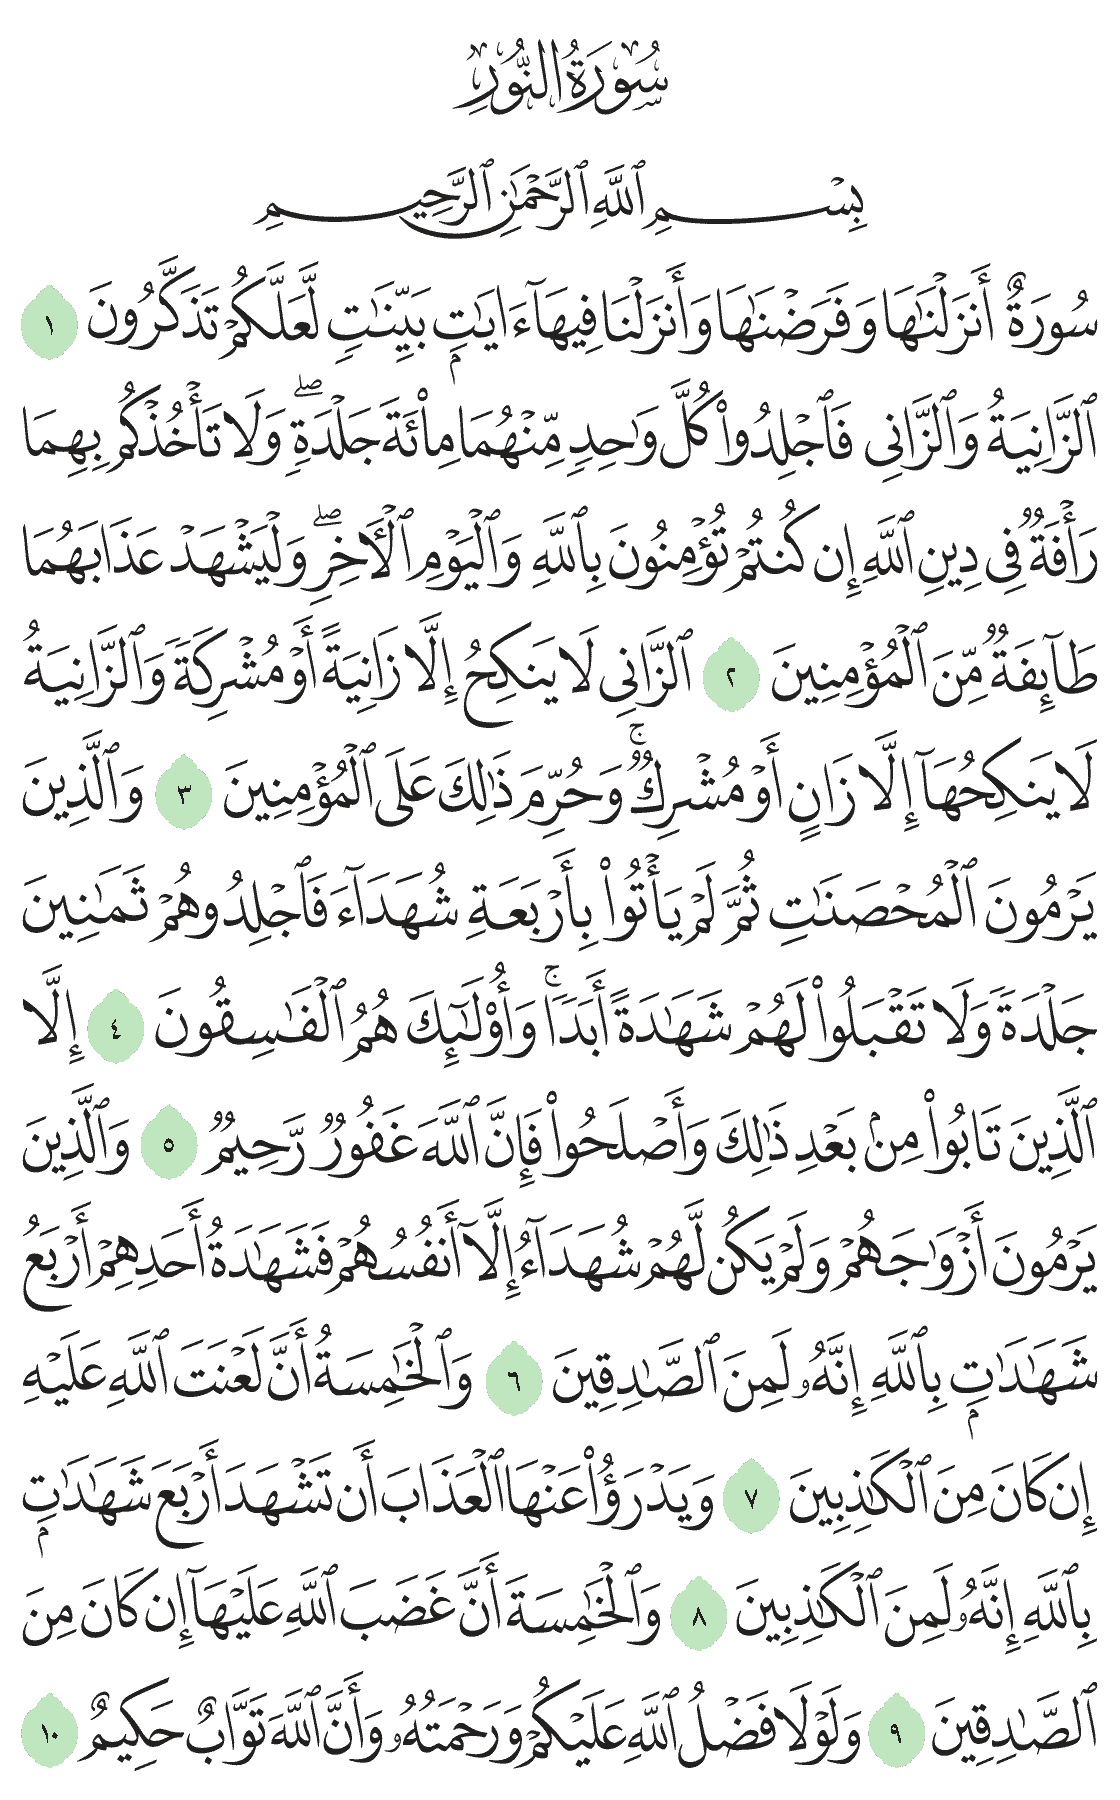 سُورَةُ النُّورِ
بِسْمِ ٱللَّهِ ٱلرَّحْمَٰنِ ٱلرَّحِيمِ
سُورَةٌ أَنزَلْنَٰهَا وَفَرَضْنَٰهَا وَأَنزَلْنَا فِيهَآ ءَايَٰتٍۭ بَيِّنَٰتٍ لَّعَلَّكُمْ تَذَكَّرُونَ ١
ٱلزَّانِيَةُ وَٱلزَّانِى فَٱجْلِدُوا۟ كُلَّ وَٰحِدٍ مِّنْهُمَا مِا۟ئَةَ جَلْدَةٍ ۖ وَلَا تَأْخُذْكُم بِهِمَا
رَأْفَةٌ فِى دِينِ ٱللَّهِ إِن كُنتُمْ تُؤْمِنُونَ بِٱللَّهِ وَٱلْيَوْمِ ٱلْـَٔاخِرِ ۖ وَلْيَشْهَدْ عَذَابَهُمَا
طَآئِفَةٌ مِّنَ ٱلْمُؤْمِنِينَ ٢ ٱلزَّانِى لَا يَنكِحُ إِلَّا زَانِيَةً أَوْ مُشْرِكَةً وَٱلزَّانِيَةُ
لَا يَنكِحُهَآ إِلَّا زَانٍ أَوْ مُشْرِكٌ ۚ وَحُرِّمَ ذَٰلِكَ عَلَى ٱلْمُؤْمِنِينَ ٣ وَٱلَّذِينَ
يَرْمُونَ ٱلْمُحْصَنَٰتِ ثُمَّ لَمْ يَأْتُوا۟ بِأَرْبَعَةِ شُهَدَآءَ فَٱجْلِدُوهُمْ ثَمَٰنِينَ
جَلْدَةً وَلَا تَقْبَلُوا۟ لَهُمْ شَهَٰدَةً أَبَدًا ۚ وَأُو۟لَٰٓئِكَ هُمُ ٱلْفَٰسِقُونَ ٤ إِلَّا
ٱلَّذِينَ تَابُوا۟ مِنۢ بَعْدِ ذَٰلِكَ وَأَصْلَحُوا۟ فَإِنَّ ٱللَّهَ غَفُورٌ رَّحِيمٌ ٥ وَٱلَّذِينَ
يَرْمُونَ أَزْوَٰجَهُمْ وَلَمْ يَكُن لَّهُمْ شُهَدَآءُ إِلَّآ أَنفُسُهُمْ فَشَهَٰدَةُ أَحَدِهِمْ أَرْبَعُ
شَهَٰدَٰتٍۭ بِٱللَّهِ إِنَّهُۥ لَمِنَ ٱلصَّٰدِقِينَ ٦ وَٱلْخَٰمِسَةُ أَنَّ لَعْنَتَ ٱللَّهِ عَلَيْهِ
إِن كَانَ مِنَ ٱلْكَٰذِبِينَ ٧ وَيَدْرَؤُا۟ عَنْهَا ٱلْعَذَابَ أَن تَشْهَدَ أَرْبَعَ شَهَٰدَٰتٍۭ
بِٱللَّهِ إِنَّهُۥ لَمِنَ ٱلْكَٰذِبِينَ ٨ وَٱلْخَٰمِسَةَ أَنَّ غَضَبَ ٱللَّهِ عَلَيْهَآ إِن كَانَ مِنَ
ٱلصَّٰدِقِينَ ٩ وَلَوْلَا فَضْلُ ٱللَّهِ عَلَيْكُمْ وَرَحْمَتُهُۥ وَأَنَّ ٱللَّهَ تَوَّابٌ حَكِيمٌ ١٠